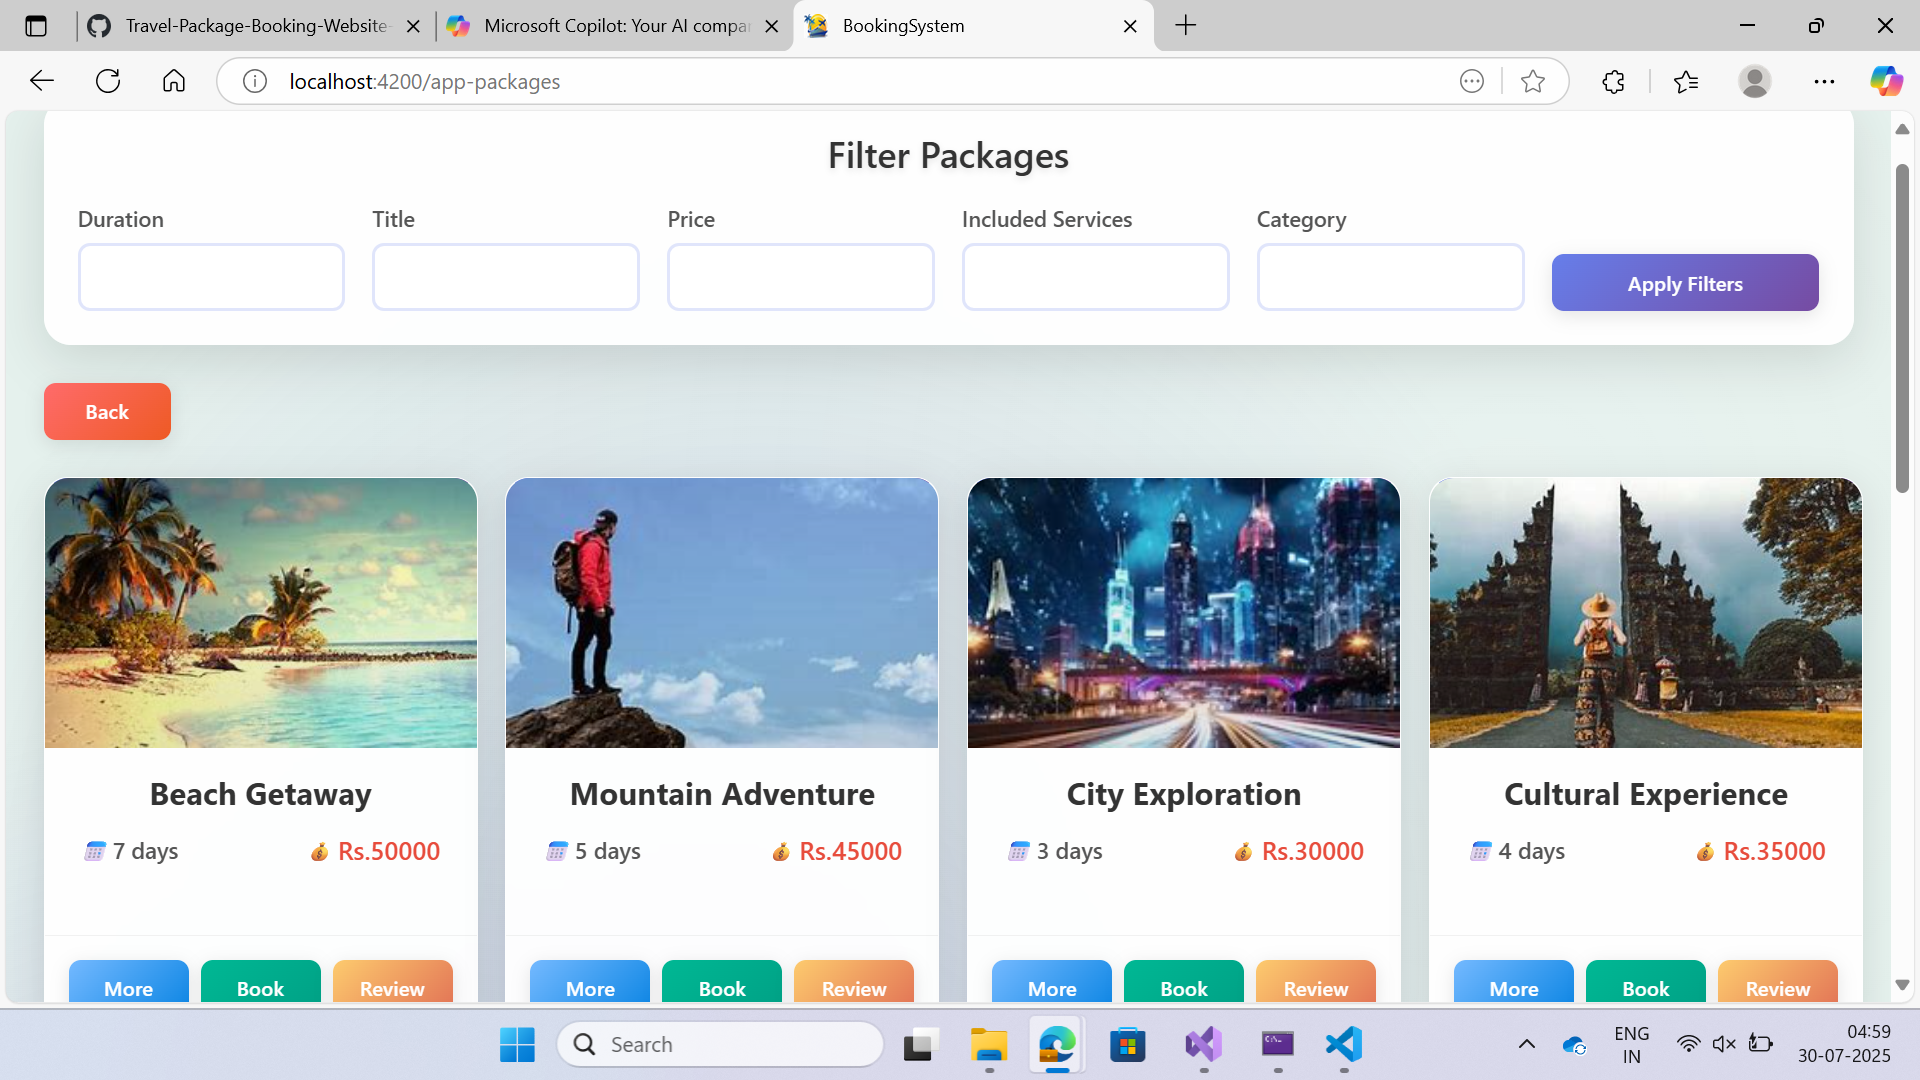 Travel-Package-Booking-Website-
Microsoft Copilot: Your AI compa
BookingSystem
localhost:4200/app-packages
Filter Packages
Duration
Title
Price
Included Services
Category
Apply Filters
Back
Beach Getaway
7 days
Rs.50000
More
Book
Review
Mountain Adventure
5 days
Rs.45000
More
Book
Review
City Exploration
3 days
Rs.30000
More
Book
Review
Cultural Experience
4 days
Rs.35000
More
Book
Review
Search
ENG
IN
04:59
30-07-2025